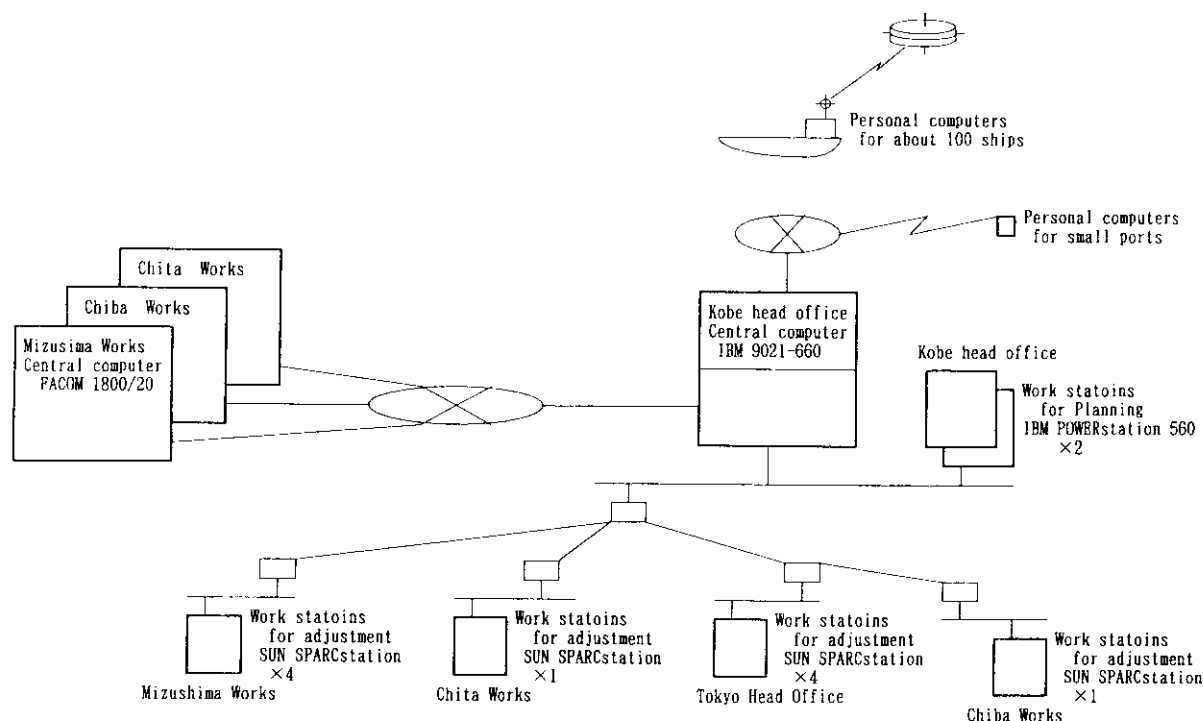 Personal computers
for about 100 ships
Personal computers
for small ports
Chita Works
Chiba Works
Mizusima Works
Central computer
FACOM 1800/20
Kobe head office
Central computer
IBM 9021-660
Kobe head office
Work statoins
for Planning
IBM POWERstation 560
×2
Work statoins
for adjustment
SUN SPARCstation
×4
Mizushima Works
Work statoins
for adjustment
SUN SPARCstation
×1
Chita Works
Work statoins
for adjustment
SUN SPARCstation
×4
Tokyo Head Office
Work statoins
for adjustment
SUN SPARCstation
×1
Chiba Works